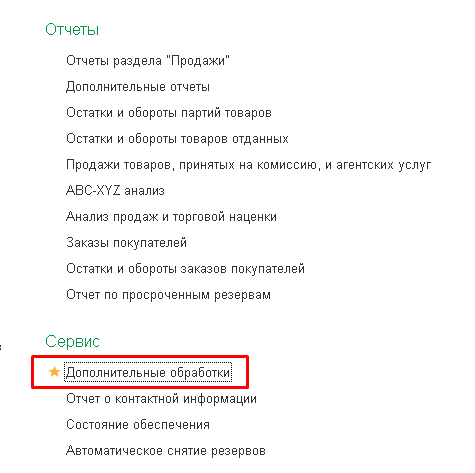 Отчеты
Отчеты раздела "Продажи"
Дополнительные отчеты
Остатки и обороты партий товаров
Остатки и обороты товаров отданных
Продажи товаров, принятых на комиссию, и агентских услуг
ABC-XYZ анализ
Анализ продаж и торговой наценки
Заказы покупателей
Остатки и обороты заказов покупателей
Отчет по просроченным резервам
Сервис
Дополнительные обработки
Отчет о контактной информации
Состояние обеспечения
Автоматическое снятие резервов